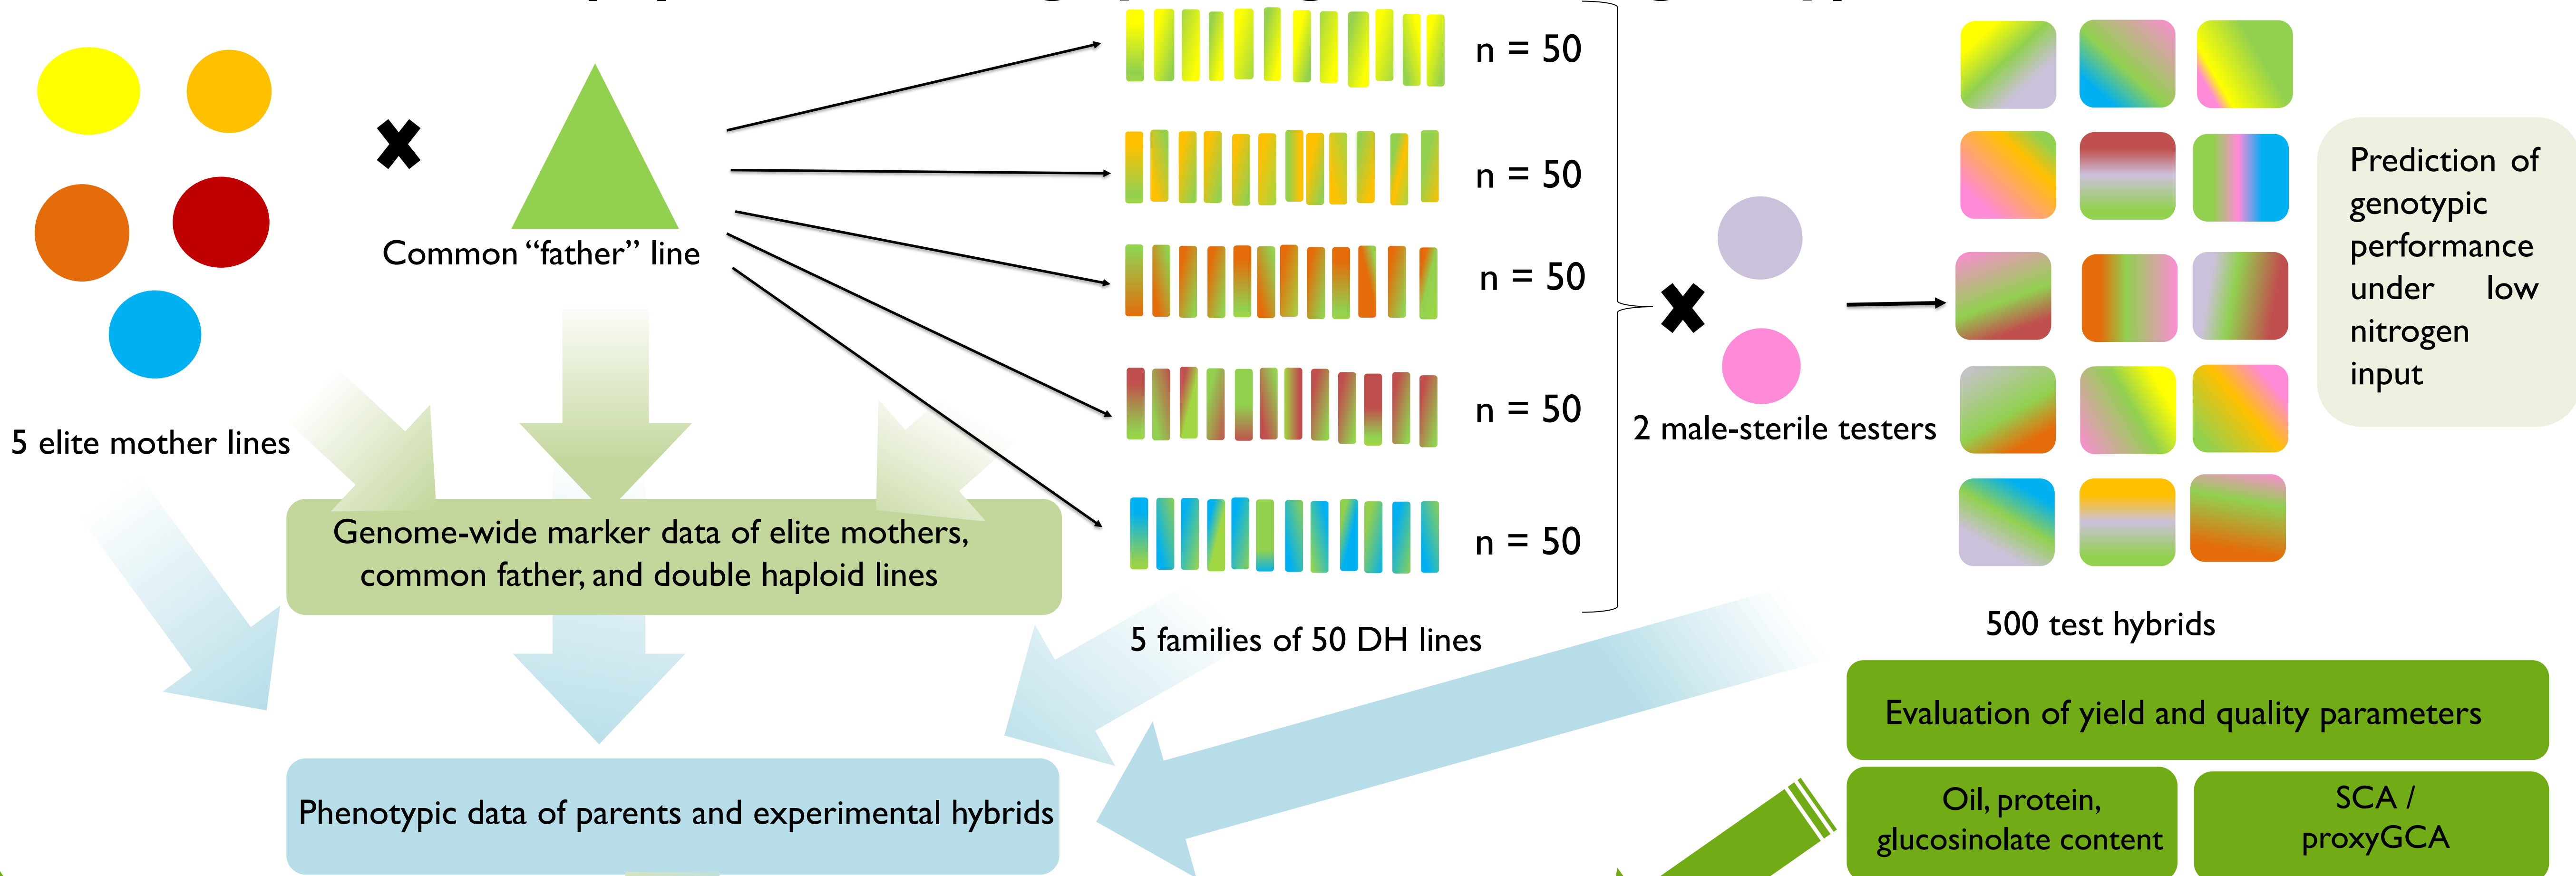 n = 50
n = 50
n = 50
n = 50
n = 50
Common “father” line
5 elite mother lines
2 male-sterile testers
Prediction of
genotypic
performance
under low
nitrogen
input
Genome-wide marker data of elite mothers,
common father, and double haploid lines
5 families of 50 DH lines
500 test hybrids
Phenotypic data of parents and experimental hybrids
Evaluation of yield and quality parameters
Oil, protein,
glucosinolate content
SCA /
proxyGCA